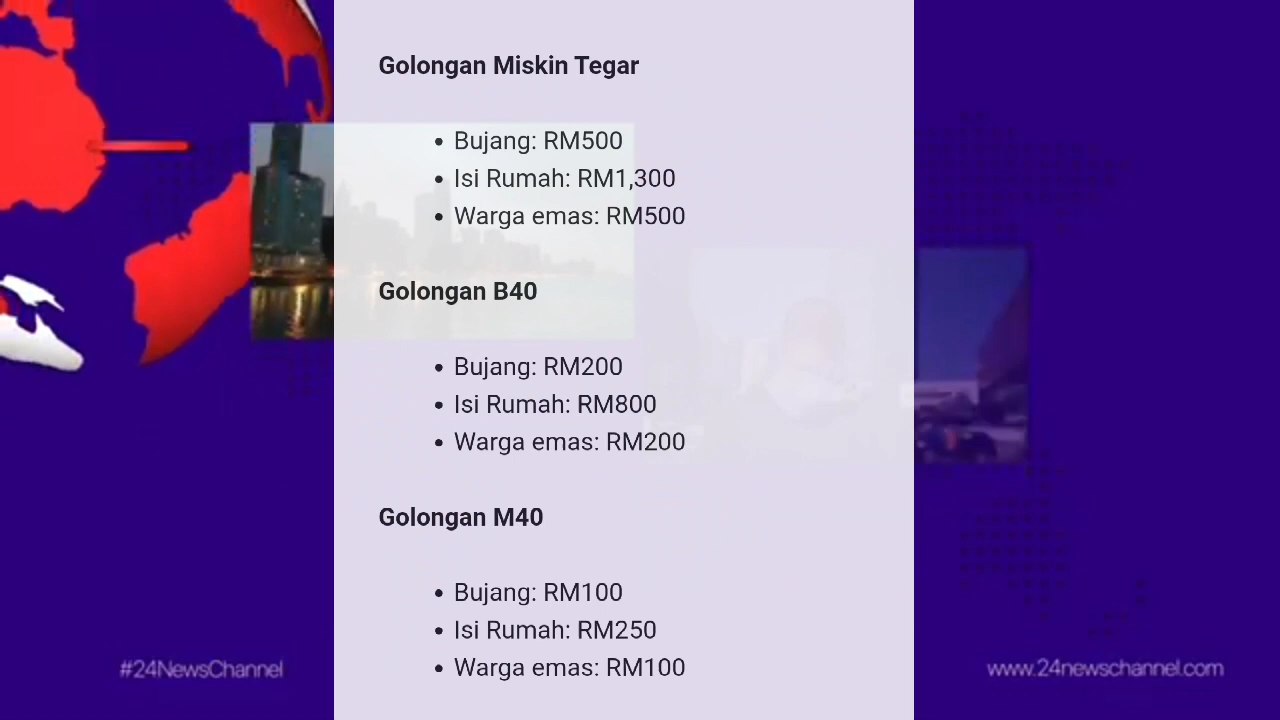 Golongan Miskin Tegar
• Bujang: RM500
• Isi Rumah: RM1,300
• Warga emas: RM500
Golongan B40
• Bujang: RM200
• Isi Rumah: RM800
• Warga emas: RM200
Golongan M40
• Bujang: RM100
• Isi Rumah: RM250
• Warga emas: RM100
#24NewsChannel
www.24newschannel.com